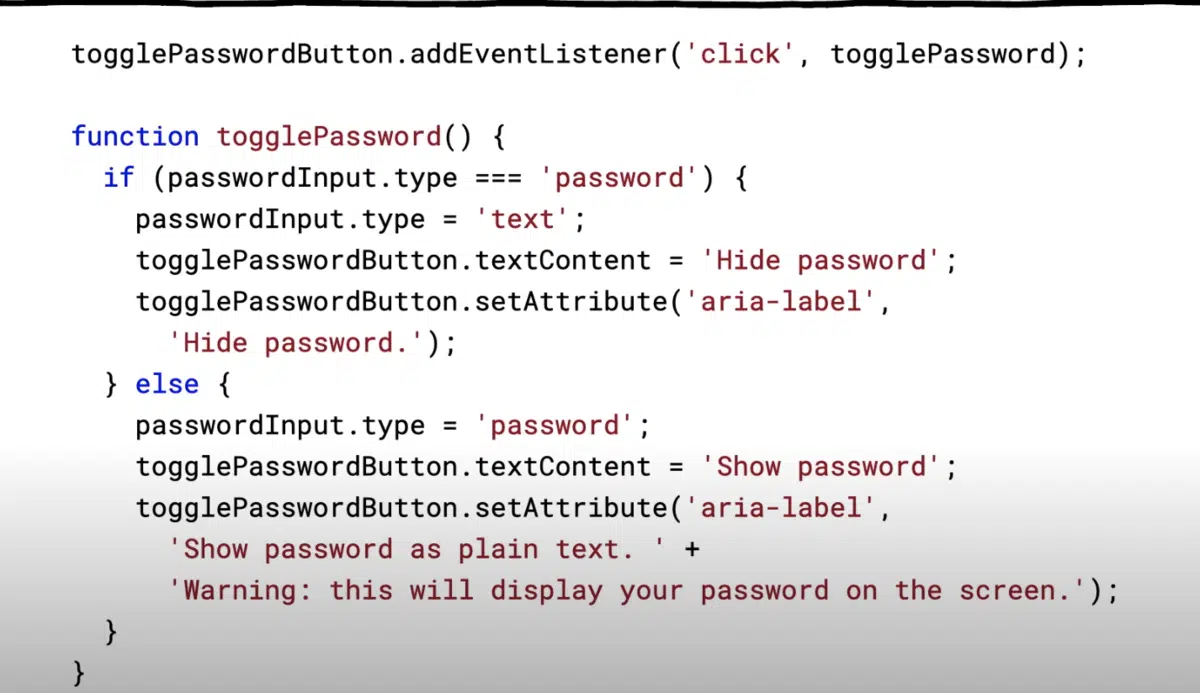 togglePasswordButton.addEventListener('click', togglePassword);

function togglePassword() {
  if (passwordInput.type === 'password') {
    passwordInput.type = 'text';
    togglePasswordButton.textContent = 'Hide password';
    togglePasswordButton.setAttribute('aria-label',
      'Hide password.');
  } else {
    passwordInput.type = 'password';
    togglePasswordButton.textContent = 'Show password';
    togglePasswordButton.setAttribute('aria-label',
      'Show password as plain text. ' +
      'Warning: this will display your password on the screen.');
  }
}